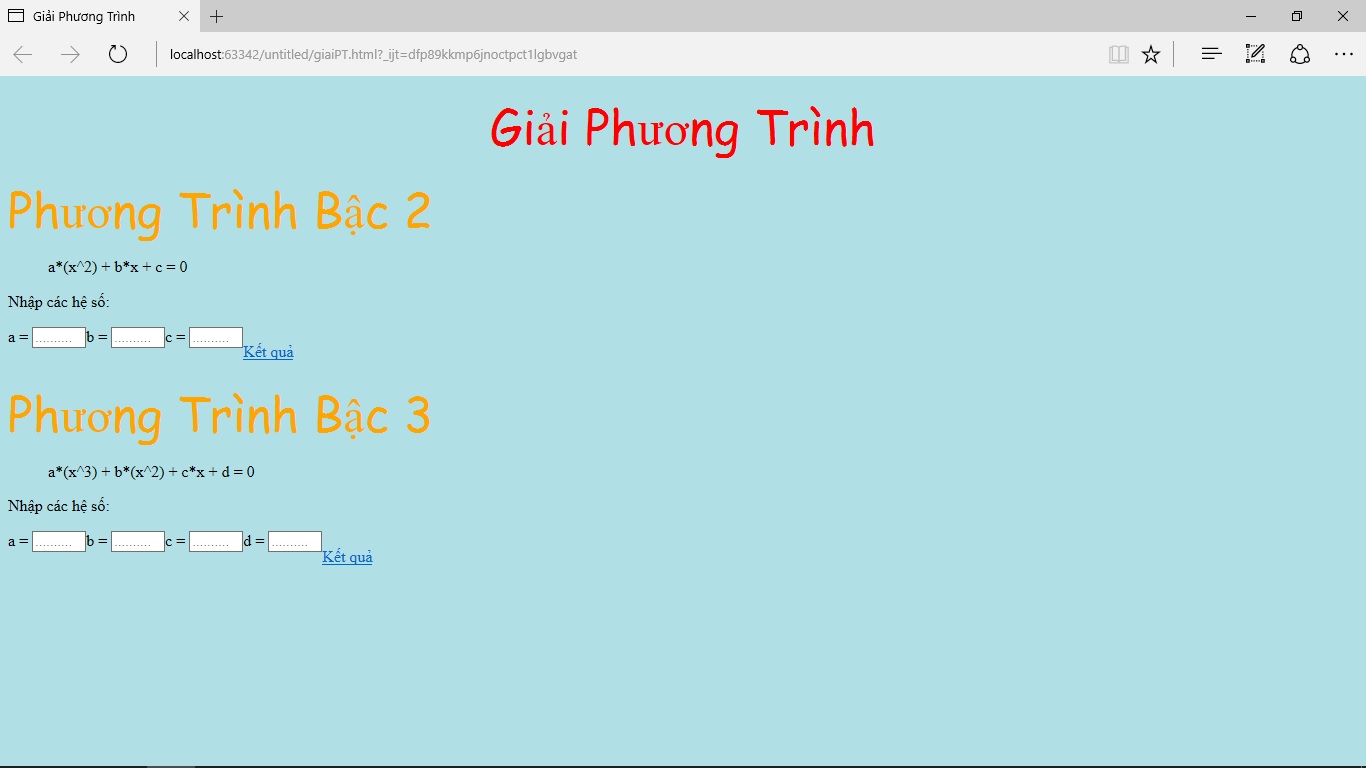 Giải Phương Trình
localhost:63342/untitled/giaiPT.html?_ijt=dfp89kkmp6jnoctpct1lgbvgat
Giải Phương Trình
Phương Trình Bậc 2
a*(x^2) + b*x + c = 0
Nhập các hệ số:
a = .......... b = .......... c = .......... Kết quả
Phương Trình Bậc 3
a*(x^3) + b*(x^2) + c*x + d = 0
Nhập các hệ số:
a = .......... b = .......... c = .......... d = .......... Kết quả